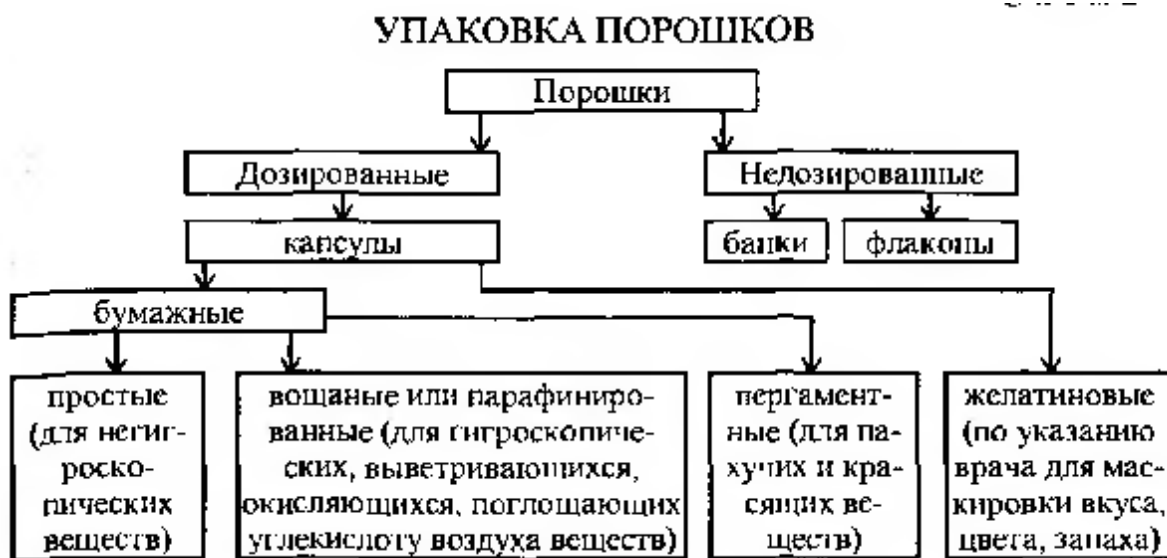 УПАКОВКА ПОРОШКОВ
Порошки
Дозированные
Недозированные
капсулы
банки
флаконы
бумажные
простые
(для негиг-
роско-
пических
веществ)
вощаные или парафиниро-
ванные (для гигроскопиче-
ских, выветривающихся,
окисляющихся, поглощающих
углекислоту воздуха веществ)
пергамент-
ные (для па-
хучих и кра-
сящих ве-
ществ)
желатиновые
(по указанию
врача для мас-
кировки вкуса,
цвета, запаха)